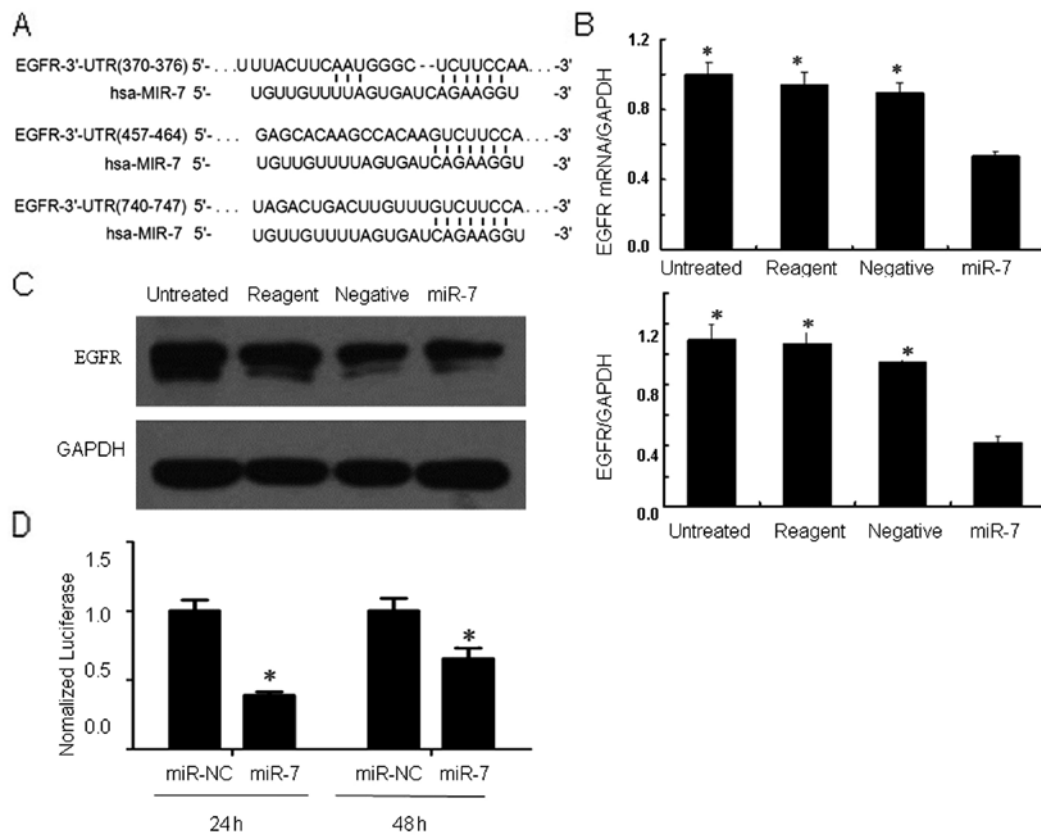 A
EGFR-3'-UTR(370-376) 5'- ...UUUACUUCAAUGGGC --UCUUCCAA... -3'
hsa-MIR-7 5'- UGUUGUUUUAGUGAUCAGAAGGU -3'
EGFR-3'-UTR(457-464) 5'- ... GAGCACAAGCCACAAGUCUUCCA ... -3'
hsa-MIR-7 5'- UGUUGUUUUAGUGAUCAGAAGGU -3'
EGFR-3'-UTR(740-747) 5'- ... UAGACUGACUUGUUUGUCUUCCA... -3'
hsa-MIR-7 5'- UGUUGUUUUAGUGAUCAGAAGGU -3'
B
EGFR mRNA/GAPDH
1.2
0.8
0.4
0.0
* * *
Untreated Reagent Negative miR-7
EGFR/GAPDH
1.2
0.8
0.4
0.0
* * *
Untreated Reagent Negative miR-7
C
Untreated Reagent Negative miR-7
EGFR
GAPDH
D
Nomalized Luciferase
1.5
1.0
0.5
0.0
* *
miR-NC miR-7 miR-NC miR-7
24h 48h